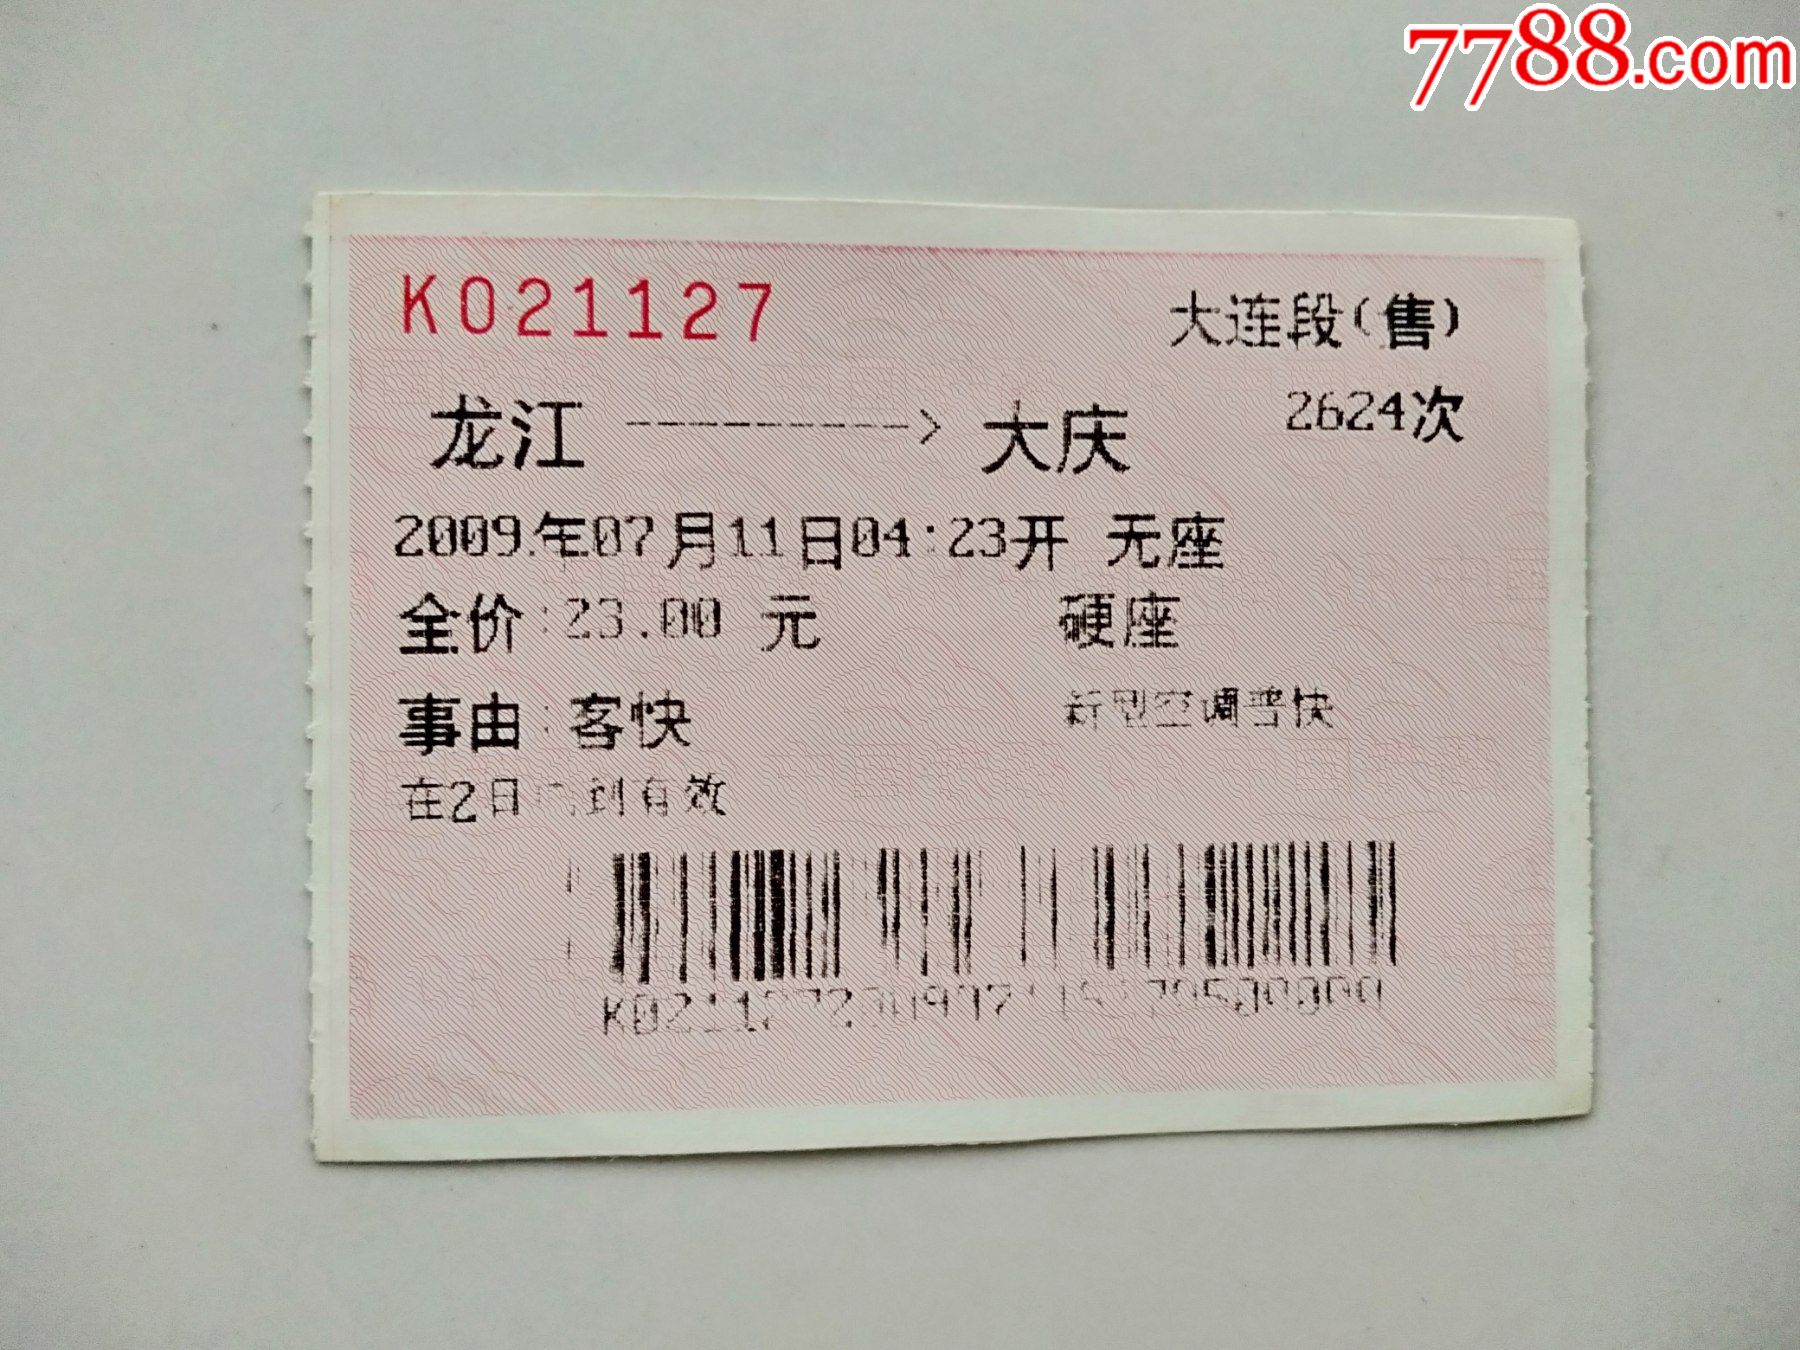 7788.com
K021127
大连段(售)
龙江----------->大庆
2624次
2009年07月11日04:23开 无座
全价:23.00 元
硬座
事由:客快
新型空调普快
在2日内到有效